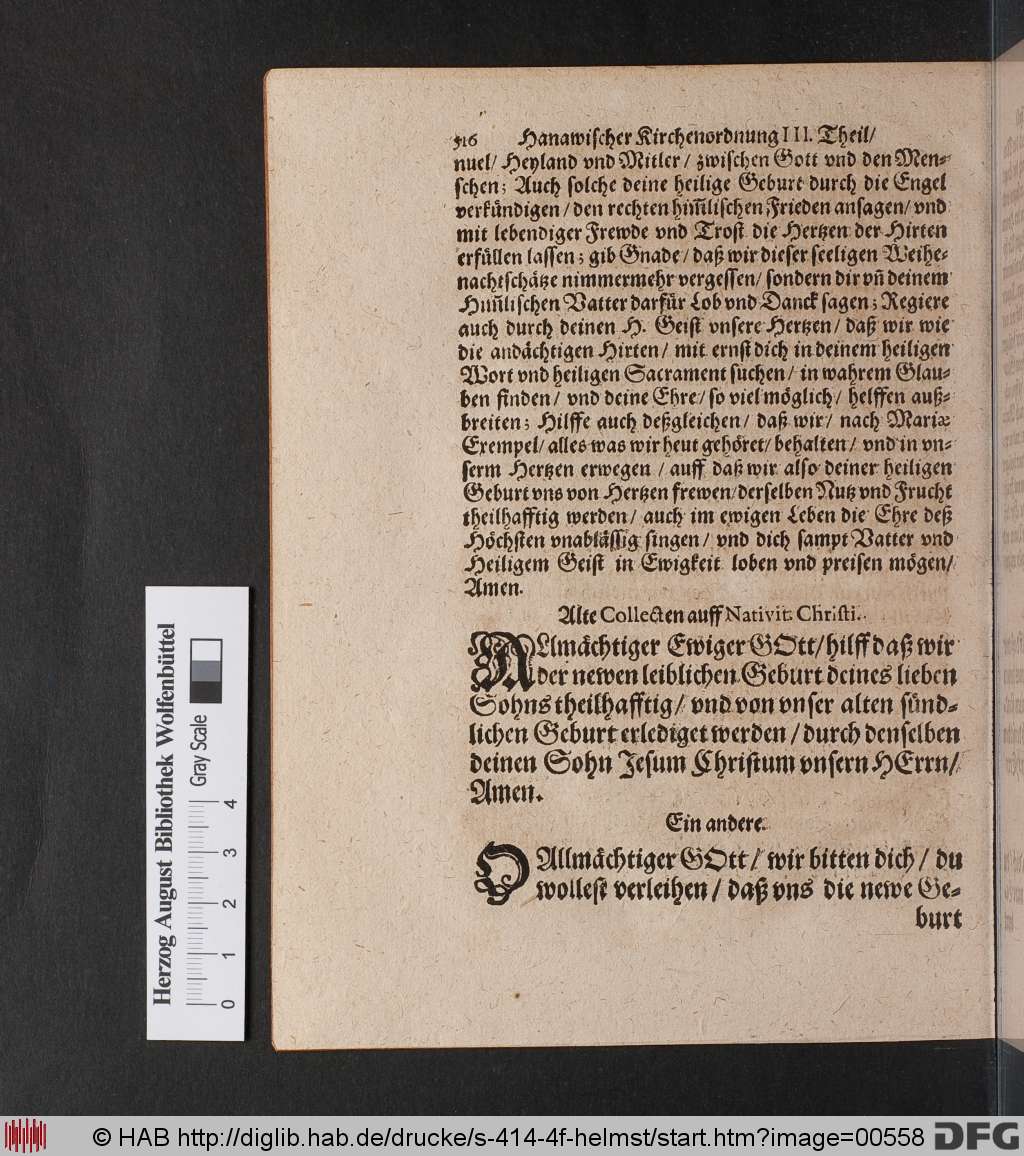 516 Hanawischer Kirchenordnung III. Theil/
nuel/ Heyland vnd Mitler/ zwischen Gott vnd den Men-
schen; Auch solche deine heilige Geburt durch die Engel
verkündigen/ den rechten him̃lischen Frieden ansagen/ vnd
mit lebendiger Frewde vnd Trost die Hertzen der Hirten
erfüllen lassen; gib Gnade/ daß wir dieser seeligen Weihe-
nachtschätze nimmermehr vergessen/ sondern dir vñ deinem
Him̃lischen Vatter darfür Lob vnd Danck sagen; Regiere
auch durch deinen H. Geist vnsere Hertzen/ daß wir wie
die andächtigen Hirten/ mit ernst dich in deinem heiligen
Wort vnd heiligen Sacrament suchen/ in wahrem Glau-
ben finden/ vnd deine Ehre/ so viel möglich/ helffen auß-
breiten; Hilffe auch deßgleichen/ daß wir/ nach Mariæ
Exempel/ alles was wir heut gehöret/ behalten/ vnd in vn-
serm Hertzen erwegen/ auff daß wir also deiner heiligen
Geburt vns von Hertzen frewen/ derselben Nutz vnd Frucht
theilhafftig werden/ auch im ewigen Leben die Ehre deß
Höchsten vnablässig singen/ vnd dich sampt Vatter vnd
Heiligem Geist in Ewigkeit loben vnd preisen mögen/
Amen.
Alte Collecten auff Nativit. Christi.
ALlmächtiger Ewiger GOtt/ hilff daß wir
der newen leiblichen Geburt deines lieben
Sohns theilhafftig/ vnd von vnser alten sünd-
lichen Geburt erlediget werden/ durch denselben
deinen Sohn Jesum Christum vnsern HErrn/
Amen.
Ein andere.
O Allmächtiger GOtt/ wir bitten dich/ du
wollest verleihen/ daß vns die newe Ge-
burt
Herzog August Bibliothek Wolfenbüttel
Gray Scale
0 1 2 3 4
© HAB http://diglib.hab.de/drucke/s-414-4f-helmst/start.htm?image=00558 DFG